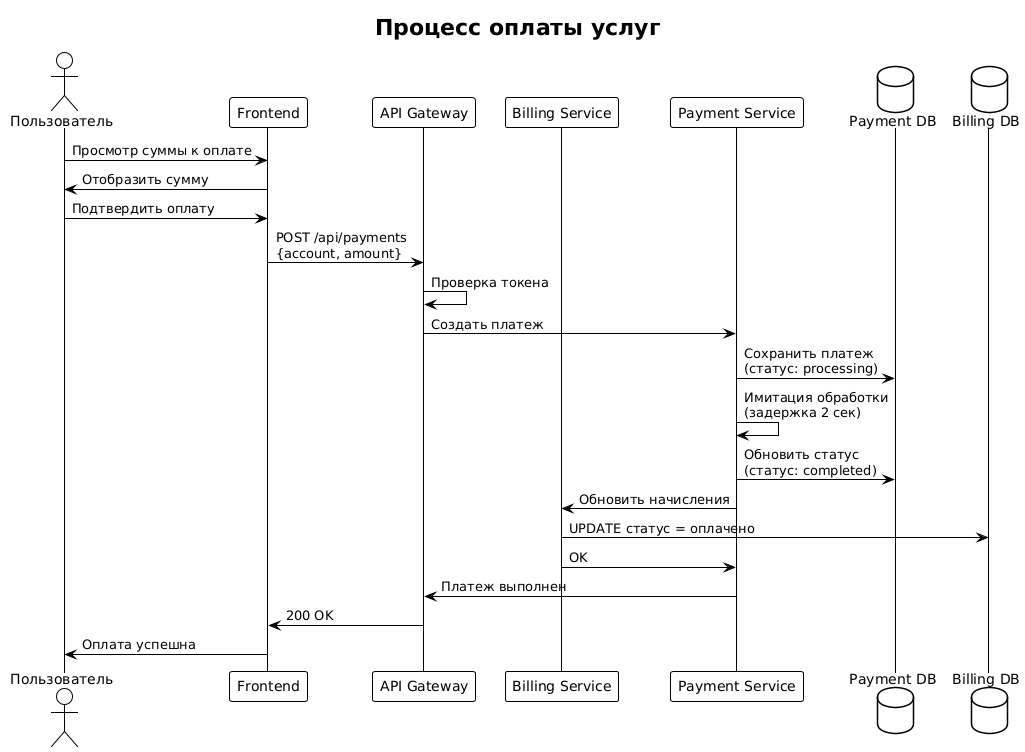 Процесс оплаты услуг
Пользователь
Frontend
API Gateway
Billing Service
Payment Service
Payment DB
Billing DB
Просмотр суммы к оплате
Отобразить сумму
Подтвердить оплату
POST /api/payments
{account, amount}
Проверка токена
Создать платеж
Сохранить платеж
(статус: processing)
Имитация обработки
(задержка 2 сек)
Обновить статус
(статус: completed)
Обновить начисления
UPDATE статус = оплачено
OK
Платеж выполнен
200 OK
Оплата успешна
Пользователь
Frontend
API Gateway
Billing Service
Payment Service
Payment DB
Billing DB